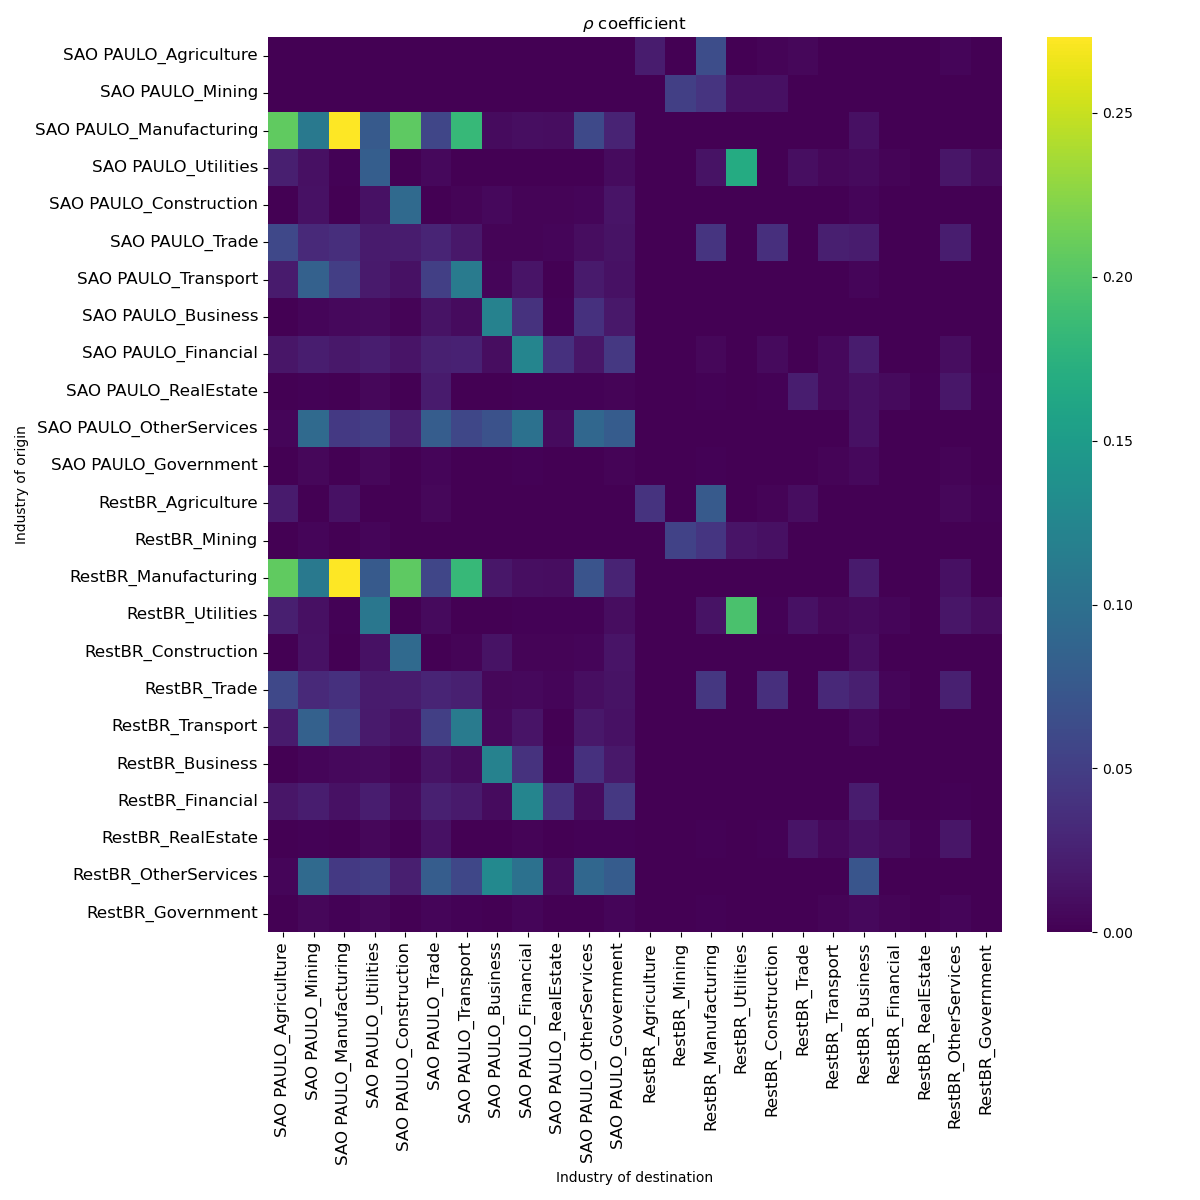 ρ coefficient
SAO PAULO_Agriculture
SAO PAULO_Mining
SAO PAULO_Manufacturing
SAO PAULO_Utilities
SAO PAULO_Construction
SAO PAULO_Trade
SAO PAULO_Transport
SAO PAULO_Business
SAO PAULO_Financial
SAO PAULO_RealEstate
SAO PAULO_OtherServices
SAO PAULO_Government
RestBR_Agriculture
RestBR_Mining
RestBR_Manufacturing
RestBR_Utilities
RestBR_Construction
RestBR_Trade
RestBR_Transport
RestBR_Business
RestBR_Financial
RestBR_RealEstate
RestBR_OtherServices
RestBR_Government
Industry of origin
SAO PAULO_Agriculture
SAO PAULO_Mining
SAO PAULO_Manufacturing
SAO PAULO_Utilities
SAO PAULO_Construction
SAO PAULO_Trade
SAO PAULO_Transport
SAO PAULO_Business
SAO PAULO_Financial
SAO PAULO_RealEstate
SAO PAULO_OtherServices
SAO PAULO_Government
RestBR_Agriculture
RestBR_Mining
RestBR_Manufacturing
RestBR_Utilities
RestBR_Construction
RestBR_Trade
RestBR_Transport
RestBR_Business
RestBR_Financial
RestBR_RealEstate
RestBR_OtherServices
RestBR_Government
Industry of destination
0.25
0.20
0.15
0.10
0.05
0.00